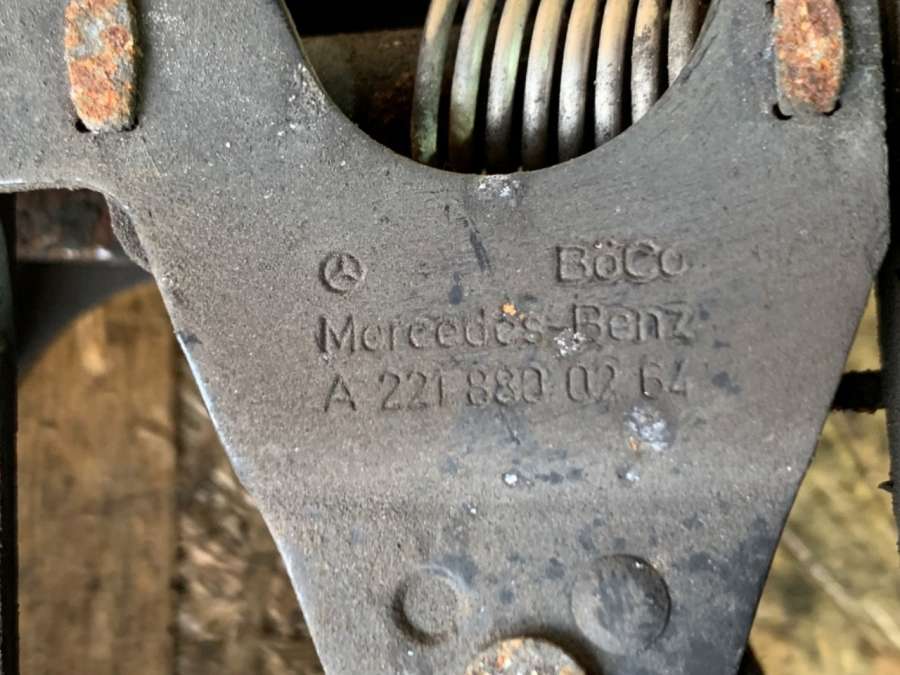 BöCo
Mercedes-Benz
A 221 880 02 64